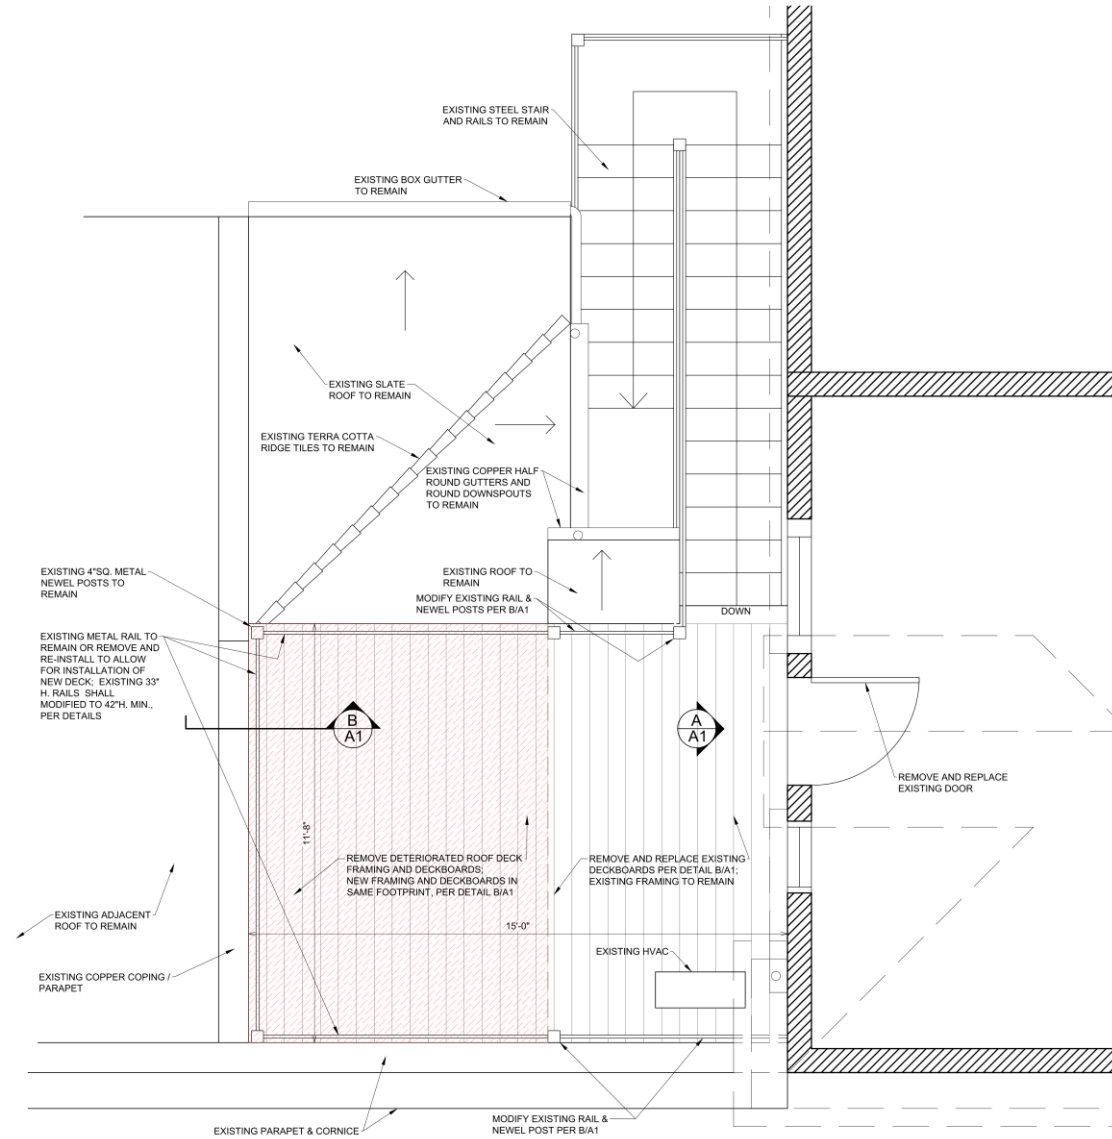 EXISTING STEEL STAIR
AND RAILS TO REMAIN
EXISTING BOX GUTTER
TO REMAIN
EXISTING SLATE
ROOF TO REMAIN
EXISTING TERRA COTTA
RIDGE TILES TO REMAIN
EXISTING COPPER HALF
ROUND GUTTERS AND
ROUND DOWNSPOUTS
TO REMAIN
EXISTING 4"SQ. METAL
NEWEL POSTS TO
REMAIN
EXISTING ROOF TO
REMAIN
MODIFY EXISTING RAIL &
NEWEL POSTS PER B/A1
DOWN
EXISTING METAL RAIL TO
REMAIN OR REMOVE AND
RE-INSTALL TO ALLOW
FOR INSTALLATION OF
NEW DECK; EXISTING 33"
H. RAILS SHALL
MODIFIED TO 42"H. MIN.,
PER DETAILS
B
A1
A
A1
REMOVE AND REPLACE
EXISTING DOOR
11'-8"
REMOVE DETERIORATED ROOF DECK
FRAMING AND DECKBOARDS;
NEW FRAMING AND DECKBOARDS IN
SAME FOOTPRINT, PER DETAIL B/A1
REMOVE AND REPLACE EXISTING
DECKBOARDS PER DETAIL B/A1;
EXISTING FRAMING TO REMAIN
EXISTING ADJACENT
ROOF TO REMAIN
15'-0"
EXISTING HVAC
EXISTING COPPER COPING /
PARAPET
EXISTING PARAPET & CORNICE
MODIFY EXISTING RAIL &
NEWEL POST PER B/A1